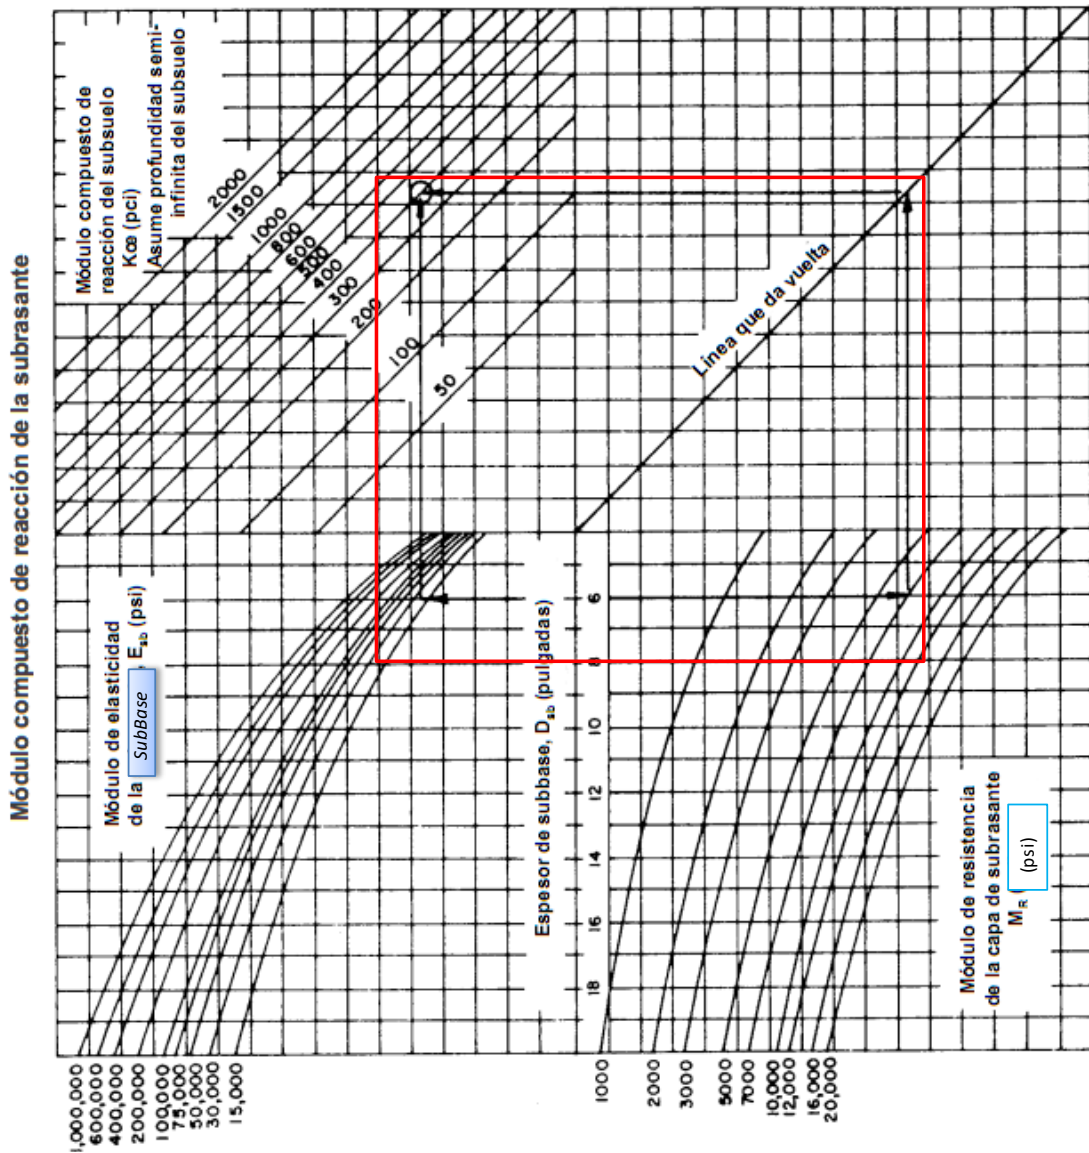 Módulo compuesto de reacción de la subrasante
Módulo compuesto de
reacción del subsuelo
K∞ (pci)
Asume profundidad semi-
infinita del subsuelo
2000
1500
1000
800
600
500
400
300
200
100
50
Módulo de elasticidad
de la SubBase, Esb (psi)
1,000,000
600,000
400,000
200,000
100,000
75,000
50,000
30,000
15,000
Espesor de subbase, Dsb (pulgadas)
18
16
14
12
10
8
6
Línea que da vuelta
Módulo de resistencia
de la capa de subrasante
MR ( (psi)
1000
2000
3000
5000
7000
10,000
12,000
16,000
20,000